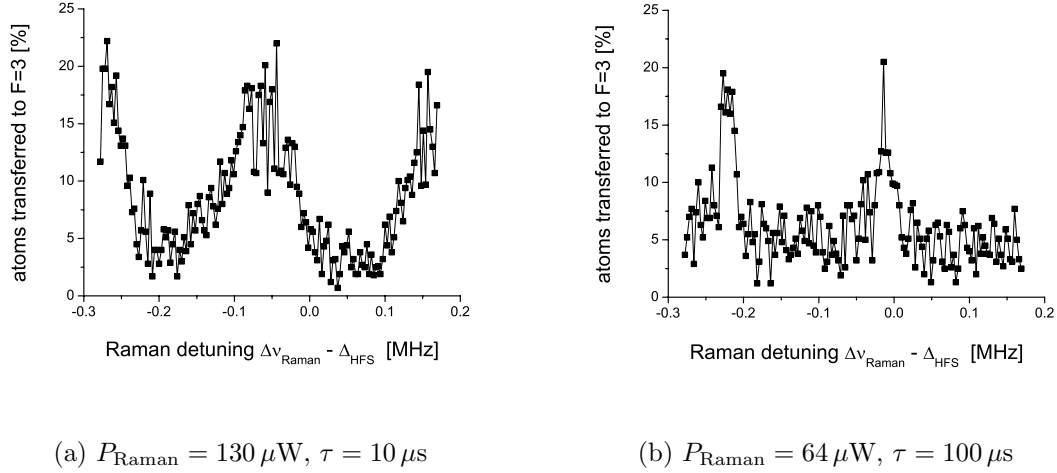 25
20
15
10
5
0
atoms transferred to F=3 [%]
-0.3 -0.2 -0.1 0.0 0.1 0.2
Raman detuning Δν_Raman - Δ_HFS [MHz]
(a) P_Raman = 130 μW, τ = 10 μs
25
20
15
10
5
0
atoms transferred to F=3 [%]
-0.3 -0.2 -0.1 0.0 0.1 0.2
Raman detuning Δν_Raman - Δ_HFS [MHz]
(b) P_Raman = 64 μW, τ = 100 μs